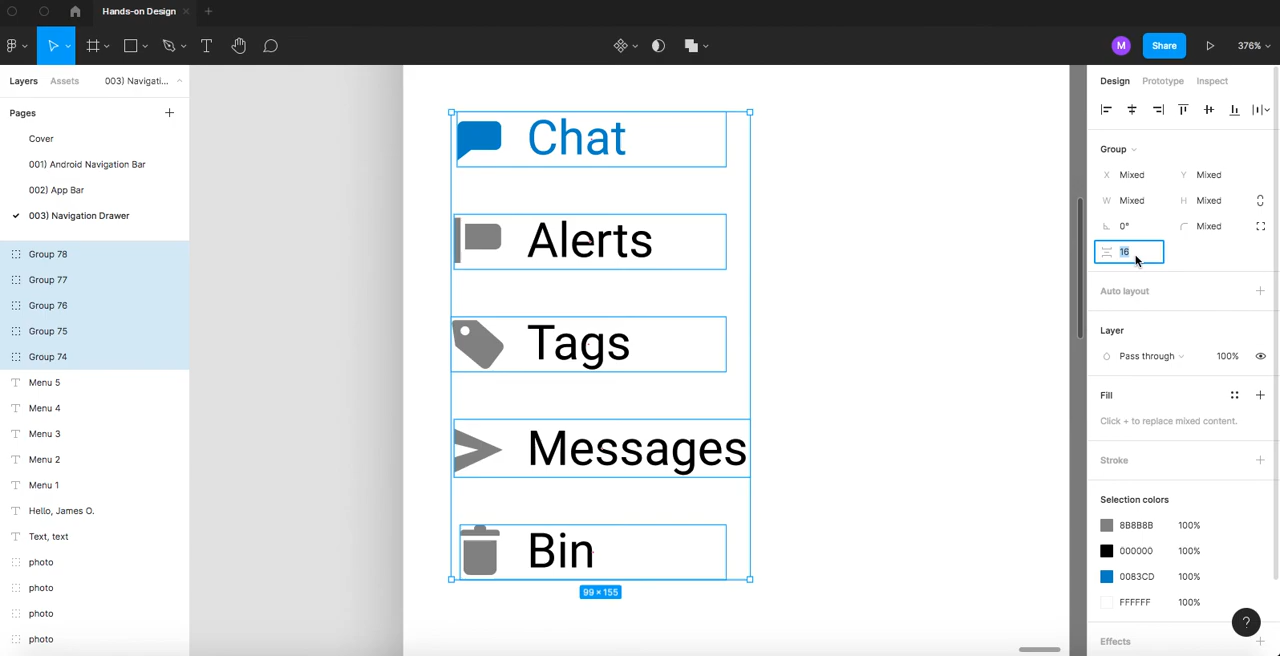 Hands-on Design
M
Share
376%
Layers
Assets
003) Navigati...
Pages
Cover
001) Android Navigation Bar
002) App Bar
003) Navigation Drawer
Group 78
Group 77
Group 76
Group 75
Group 74
Menu 5
Menu 4
Menu 3
Menu 2
Menu 1
Hello, James O.
Text, text
photo
photo
photo
photo
Chat
Alerts
Tags
Messages
Bin
99 × 155
Design
Prototype
Inspect
Group
X Mixed
Y Mixed
W Mixed
H Mixed
0°
Mixed
16
Auto layout
Layer
Pass through
100%
Fill
Click + to replace mixed content.
Stroke
Selection colors
8B8B8B 100%
000000 100%
0083CD 100%
FFFFFF 100%
Effects
?